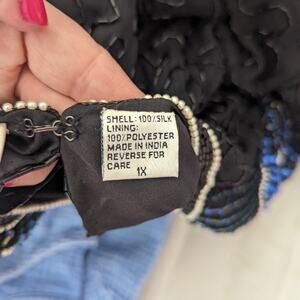 SHELL: 100% SILK
LINING:
100% POLYESTER
MADE IN INDIA
REVERSE FOR
CARE
1X